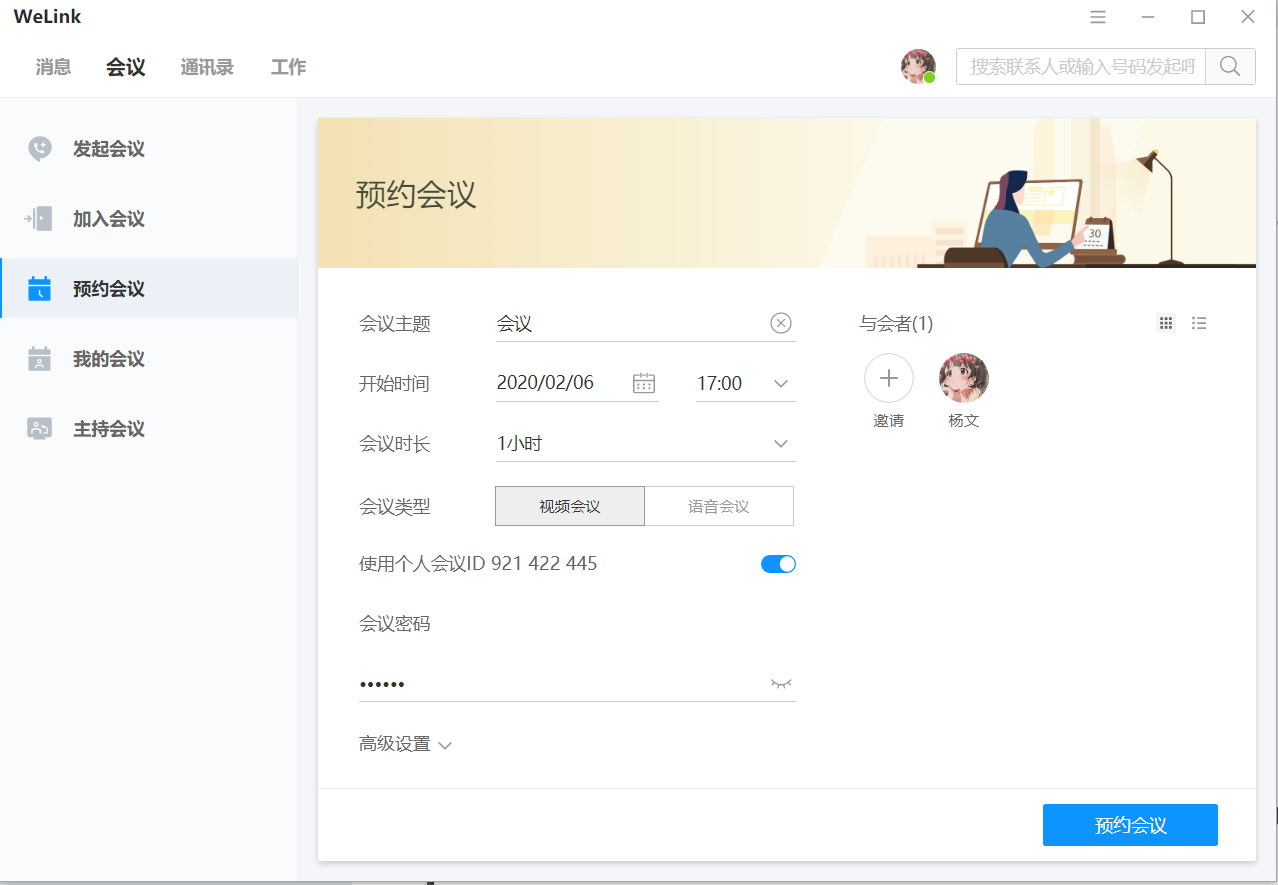 WeLink
消息 会议 通讯录 工作
搜索联系人或输入号码发起呼
发起会议
加入会议
预约会议
我的会议
主持会议
预约会议
30
会议主题 会议
与会者(1)
开始时间 2020/02/06 17:00
邀请 杨文
会议时长 1小时
会议类型 视频会议 语音会议
使用个人会议ID 921 422 445
会议密码
••••••
高级设置
预约会议